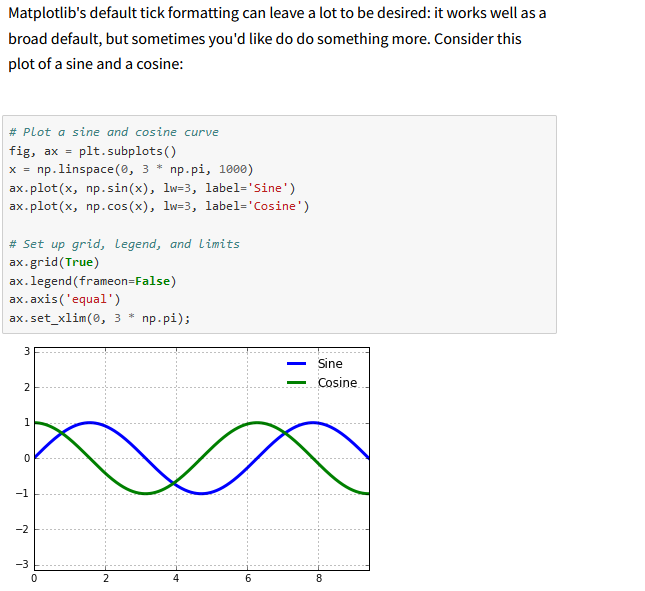 Matplotlib's default tick formatting can leave a lot to be desired: it works well as a
broad default, but sometimes you'd like do do something more. Consider this
plot of a sine and a cosine:
# Plot a sine and cosine curve
fig, ax = plt.subplots()
x = np.linspace(0, 3 * np.pi, 1000)
ax.plot(x, np.sin(x), lw=3, label='Sine')
ax.plot(x, np.cos(x), lw=3, label='Cosine')
# Set up grid, legend, and limits
ax.grid(True)
ax.legend(frameon=False)
ax.axis('equal')
ax.set_xlim(0, 3 * np.pi);
3
Sine
Cosine
2
1
0
−1
−2
−3
0 2 4 6 8